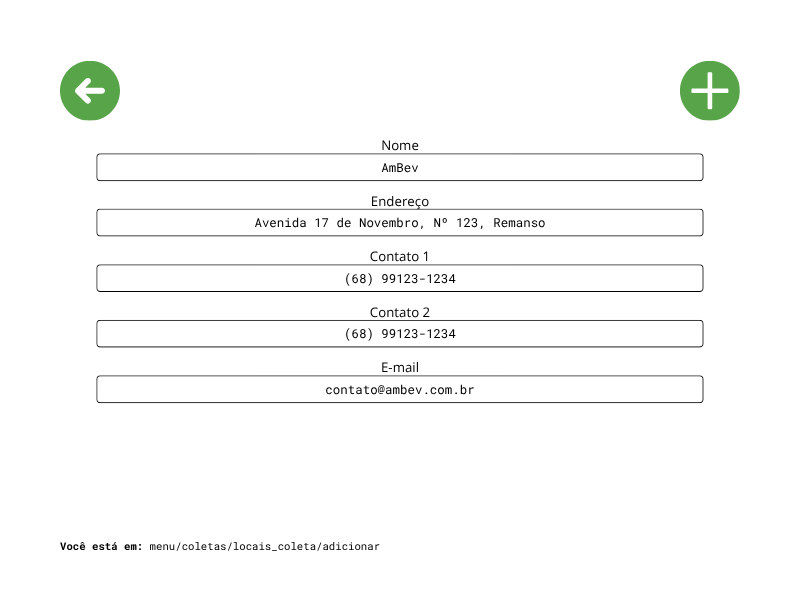 Nome
AmBev
Endereço
Avenida 17 de Novembro, Nº 123, Remanso
Contato 1
(68) 99123-1234
Contato 2
(68) 99123-1234
E-mail
contato@ambev.com.br
Você está em: menu/coletas/locais_coleta/adicionar